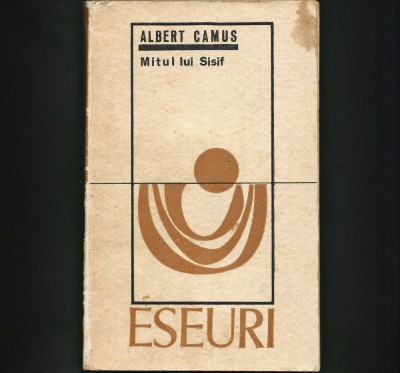 ALBERT CAMUS
Mitul lui Sisif
ESEURI